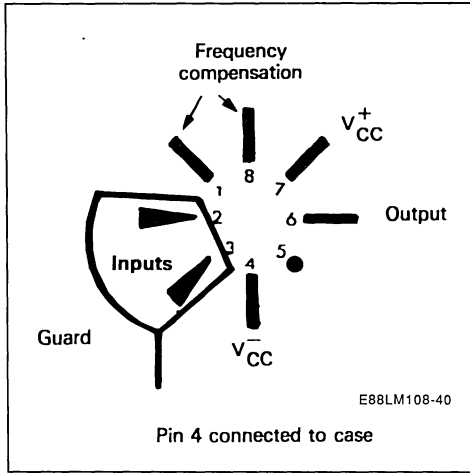 Frequency
compensation
V+CC
8
1
7
2
6
Output
3
5
Inputs
4
Guard
V−CC
E88LM108-40
Pin 4 connected to case